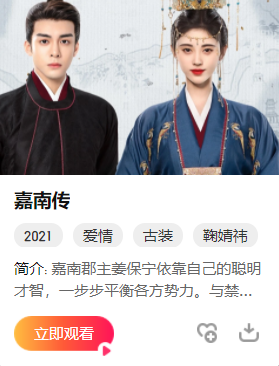 嘉南传
2021 爱情 古装 鞠婧祎
简介: 嘉南郡主姜保宁依靠自己的聪明
才智，一步步平衡各方势力。与禁...
立即观看